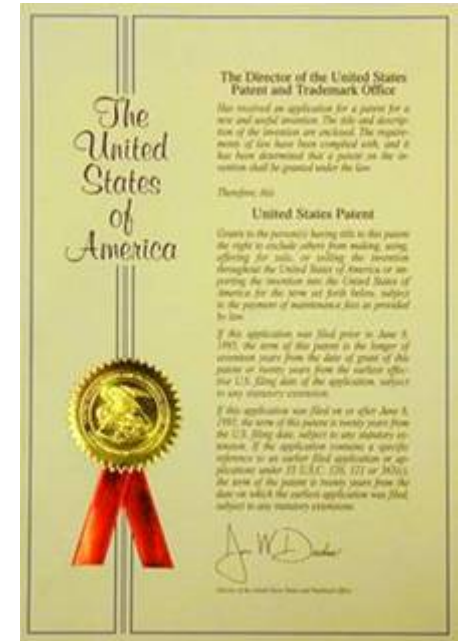 The
United
States
of
America
The Director of the United States
Patent and Trademark Office
Has received an application for a patent for a
new and useful invention. The title and descrip-
tion of the invention are enclosed. The require-
ments of law have been complied with, and it
has been determined that a patent on the in-
vention shall be granted under the law.
Therefore, this
United States Patent
Grants to the person(s) having title to this patent
the right to exclude others from making, using,
offering for sale, or selling the invention
throughout the United States of America or im-
porting the invention into the United States of
America for the term set forth below, subject
to the payment of maintenance fees as provided
by law.
If this application was filed prior to June 8,
1995, the term of this patent is the longer of
seventeen years from the date of grant of this
patent or twenty years from the earliest effec-
tive U.S. filing date of the application, subject
to any statutory extension.
If this application was filed on or after June 8,
1995, the term of this patent is twenty years from
the U.S. filing date, subject to any statutory ex-
tension. If the application contains a specific
reference to an earlier filed application or ap-
plications under 35 U.S.C. 120, 121 or 365(c),
the term of the patent is twenty years from the
date on which the earliest application was filed,
subject to any statutory extensions.
Director of the United States Patent and Trademark Office